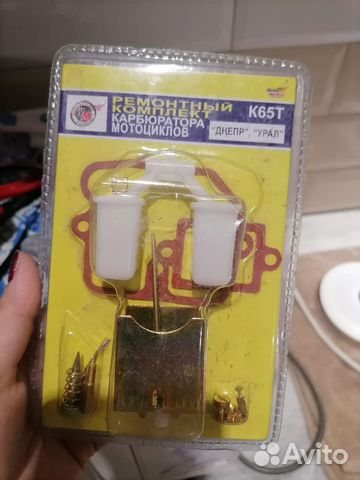 РЕМОНТНЫЙ
КОМПЛЕКТ
КАРБЮРАТОРА
МОТОЦИКЛОВ
К65Т
"ДНЕПР", "УРАЛ"
Avito